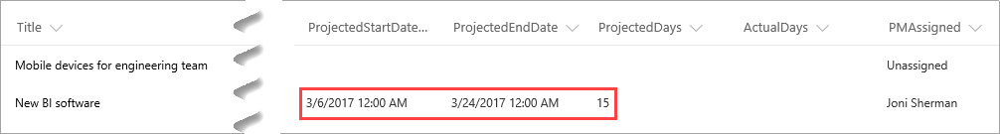 Title ProjectedStartDate... ProjectedEndDate ProjectedDays ActualDays PMAssigned
Mobile devices for engineering team Unassigned
New BI software 3/6/2017 12:00 AM 3/24/2017 12:00 AM 15 Joni Sherman